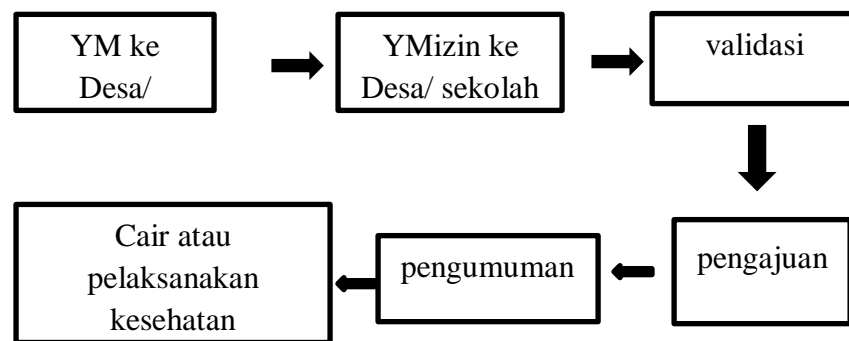 YM ke
Desa/
YMizin ke
Desa/ sekolah
validasi
pengajuan
pengumuman
Cair atau
pelaksanakan
kesehatan